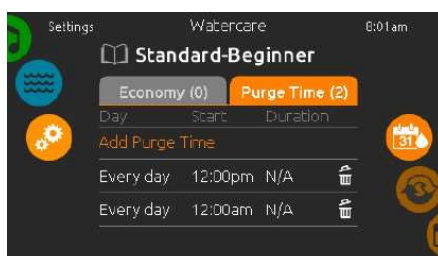 Settings Watercare 8:01am
Standard-Beginner
Economy (0) Purge Time (2)
Day Start Duration
Add Purge Time
31
Every day 12:00pm N/A
Every day 12:00am N/A